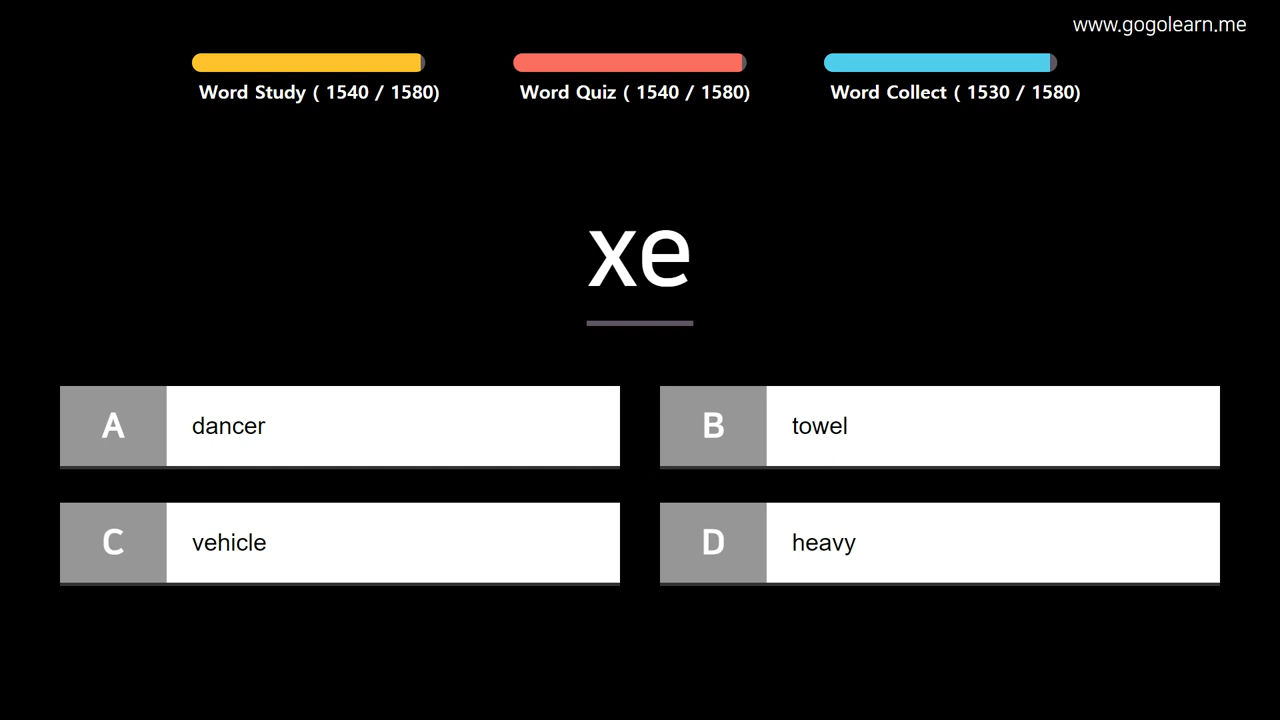 www.gogolearn.me
Word Study ( 1540 / 1580)
Word Quiz ( 1540 / 1580)
Word Collect ( 1530 / 1580)
xe
A dancer
B towel
C vehicle
D heavy